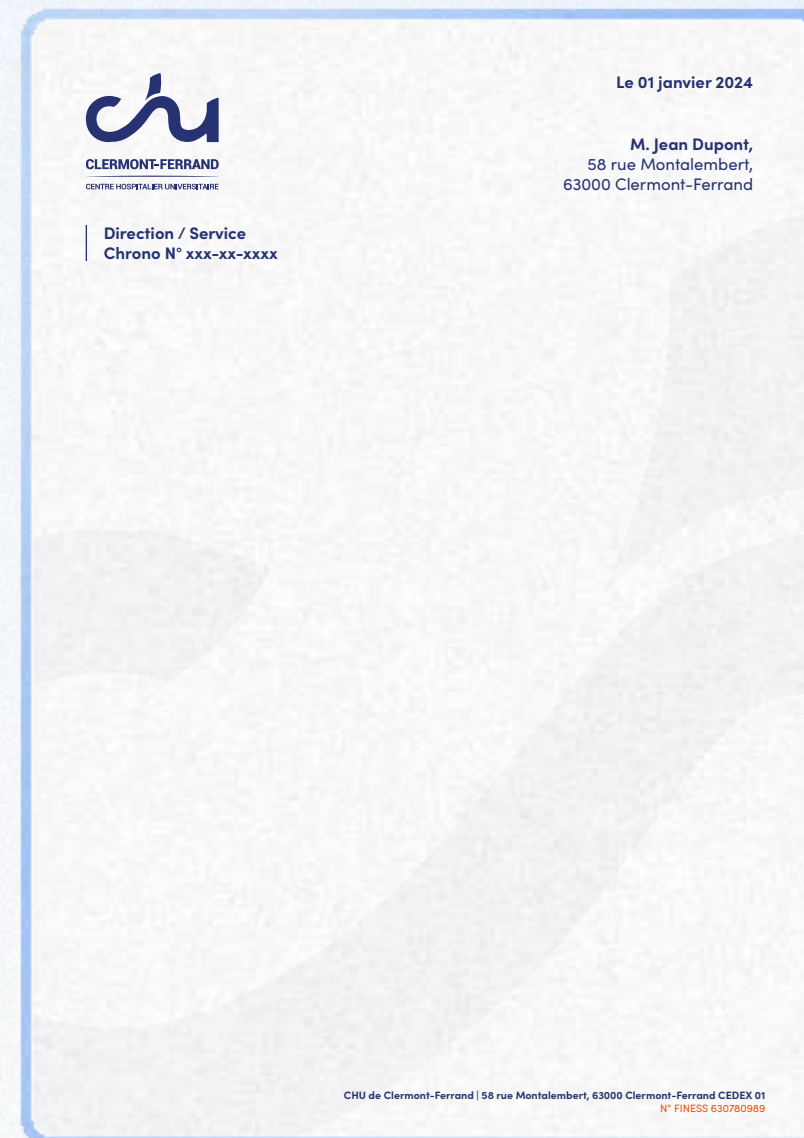 chu
CLERMONT-FERRAND
CENTRE HOSPITALIER UNIVERSITAIRE
Le 01 janvier 2024
M. Jean Dupont,
58 rue Montalembert,
63000 Clermont-Ferrand
Direction / Service
Chrono N° xxx-xx-xxxx
CHU de Clermont-Ferrand | 58 rue Montalembert, 63000 Clermont-Ferrand CEDEX 01
N° FINESS 630780989